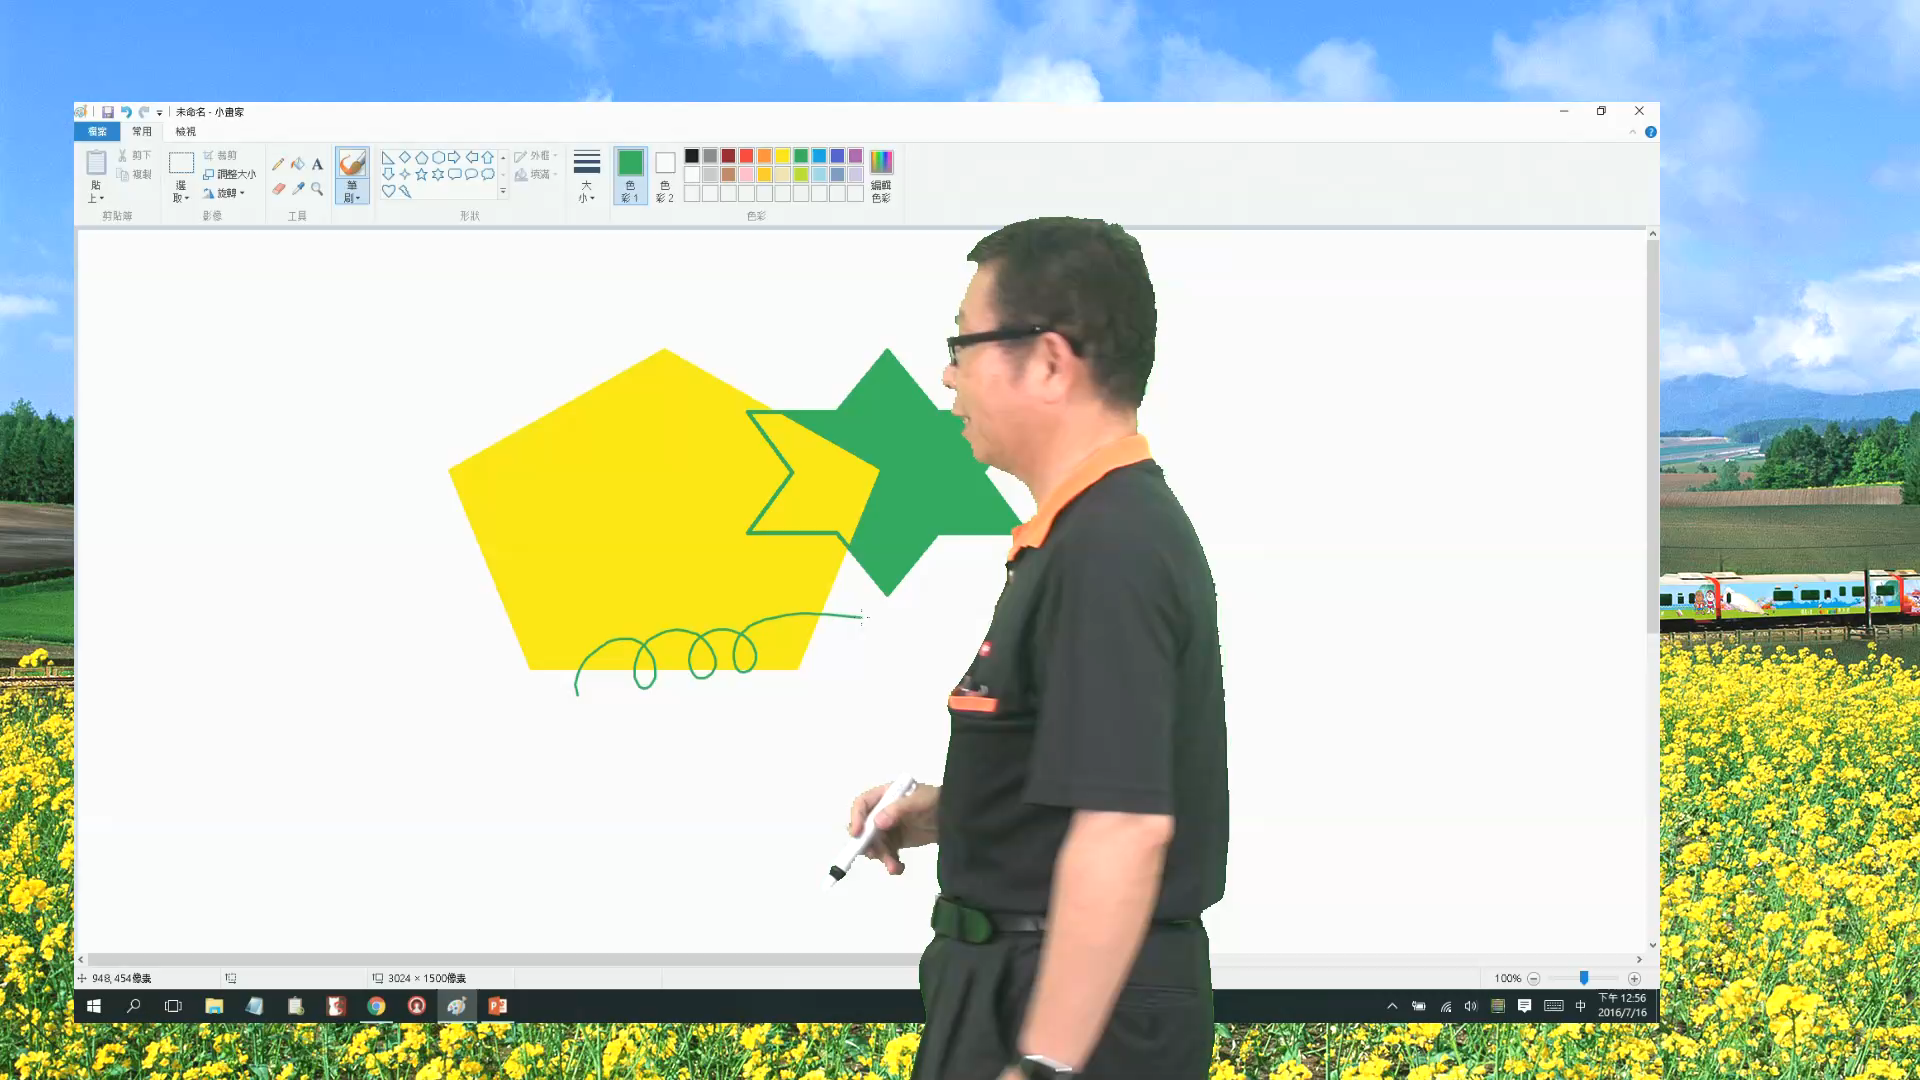 未命名 - 小畫家
檔案 常用 檢視
剪下
複製
貼上
剪貼簿
裁剪
調整大小
旋轉
選取
影像
A
工具
筆刷
外框
填滿
形狀
大小
色彩 1
色彩 2
編輯色彩
色彩
948, 454像素
3024 × 1500像素
100%
中
下午 12:56
2016/7/16